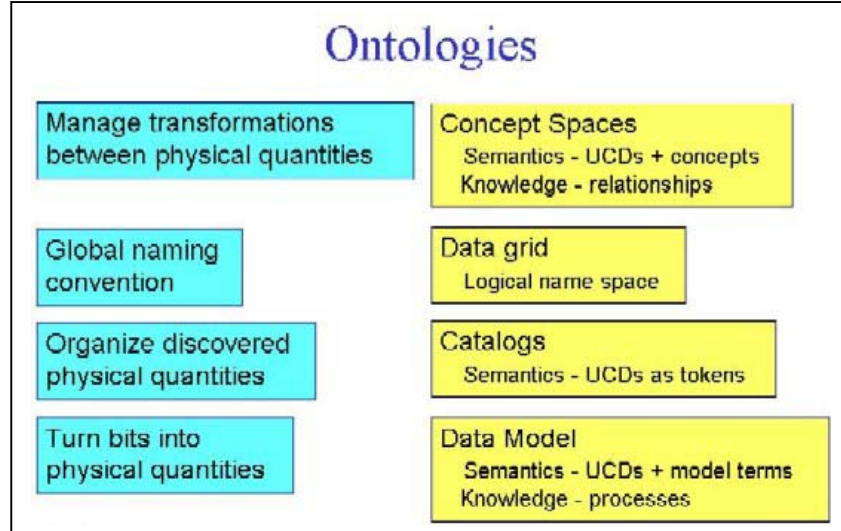 Ontologies
Manage transformations
between physical quantities
Concept Spaces
Semantics - UCDs + concepts
Knowledge - relationships
Global naming
convention
Data grid
Logical name space
Organize discovered
physical quantities
Catalogs
Semantics - UCDs as tokens
Turn bits into
physical quantities
Data Model
Semantics - UCDs + model terms
Knowledge - processes